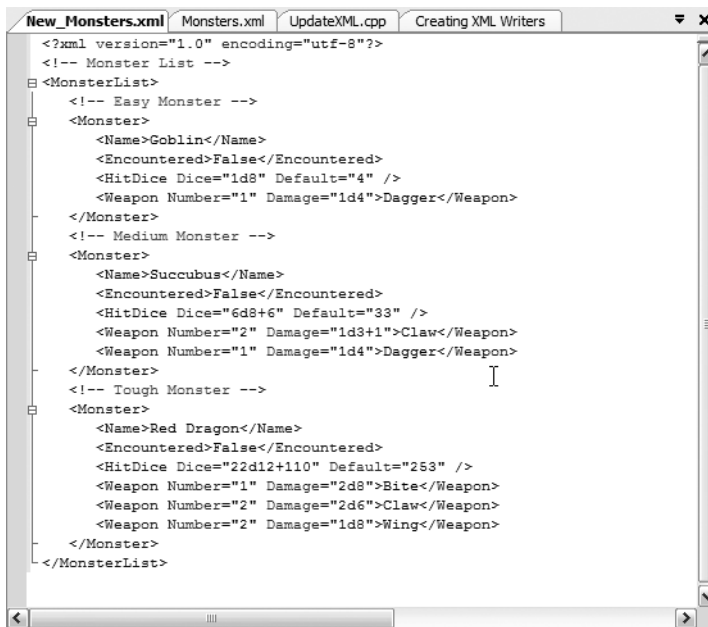 New_Monsters.xml Monsters.xml UpdateXML.cpp Creating XML Writers
<?xml version="1.0" encoding="utf-8"?>
<!-- Monster List -->
<MonsterList>
<!-- Easy Monster -->
<Monster>
<Name>Goblin</Name>
<Encountered>False</Encountered>
<HitDice Dice="1d8" Default="4" />
<Weapon Number="1" Damage="1d4">Dagger</Weapon>
</Monster>
<!-- Medium Monster -->
<Monster>
<Name>Succubus</Name>
<Encountered>False</Encountered>
<HitDice Dice="6d8+6" Default="33" />
<Weapon Number="2" Damage="1d3+1">Claw</Weapon>
<Weapon Number="1" Damage="1d4">Dagger</Weapon>
</Monster>
<!-- Tough Monster -->
<Monster>
<Name>Red Dragon</Name>
<Encountered>False</Encountered>
<HitDice Dice="22d12+110" Default="253" />
<Weapon Number="1" Damage="2d8">Bite</Weapon>
<Weapon Number="2" Damage="2d6">Claw</Weapon>
<Weapon Number="2" Damage="1d8">Wing</Weapon>
</Monster>
</MonsterList>